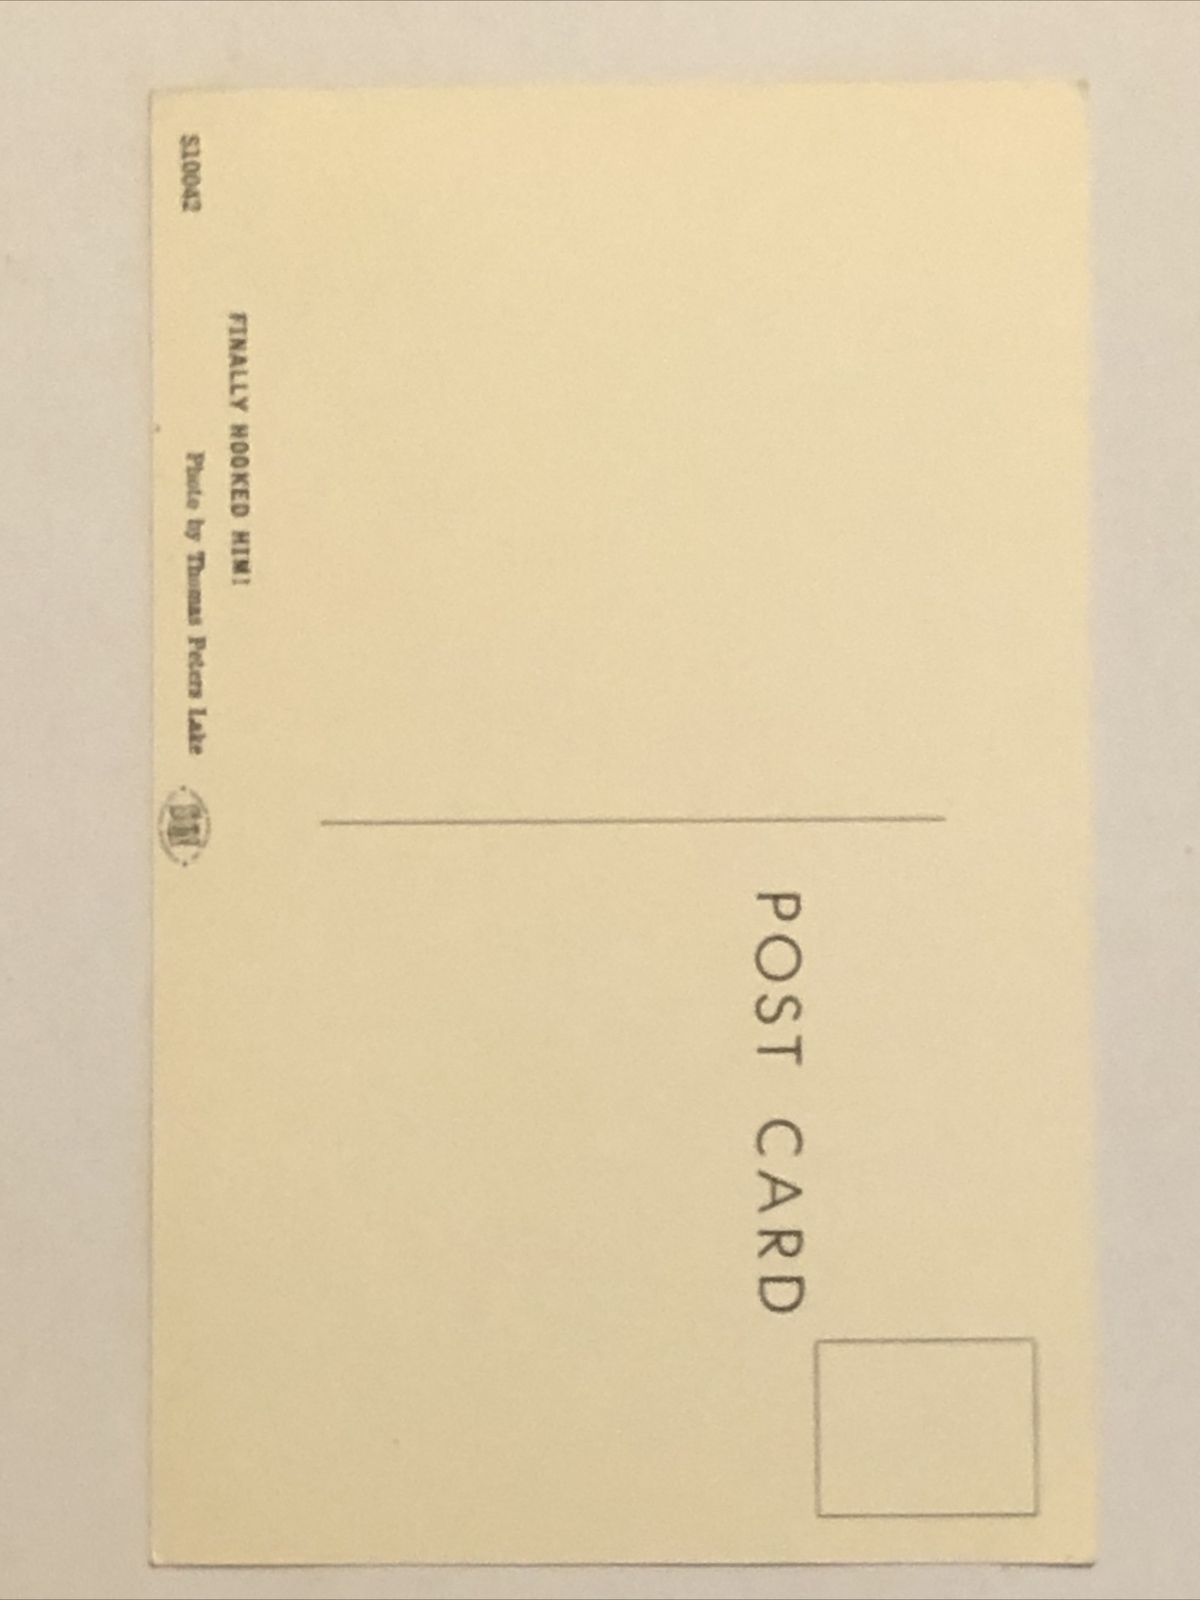 POST CARD
FINALLY HOOKED HIM!
S10042
Photo by Thomas Peters Lake